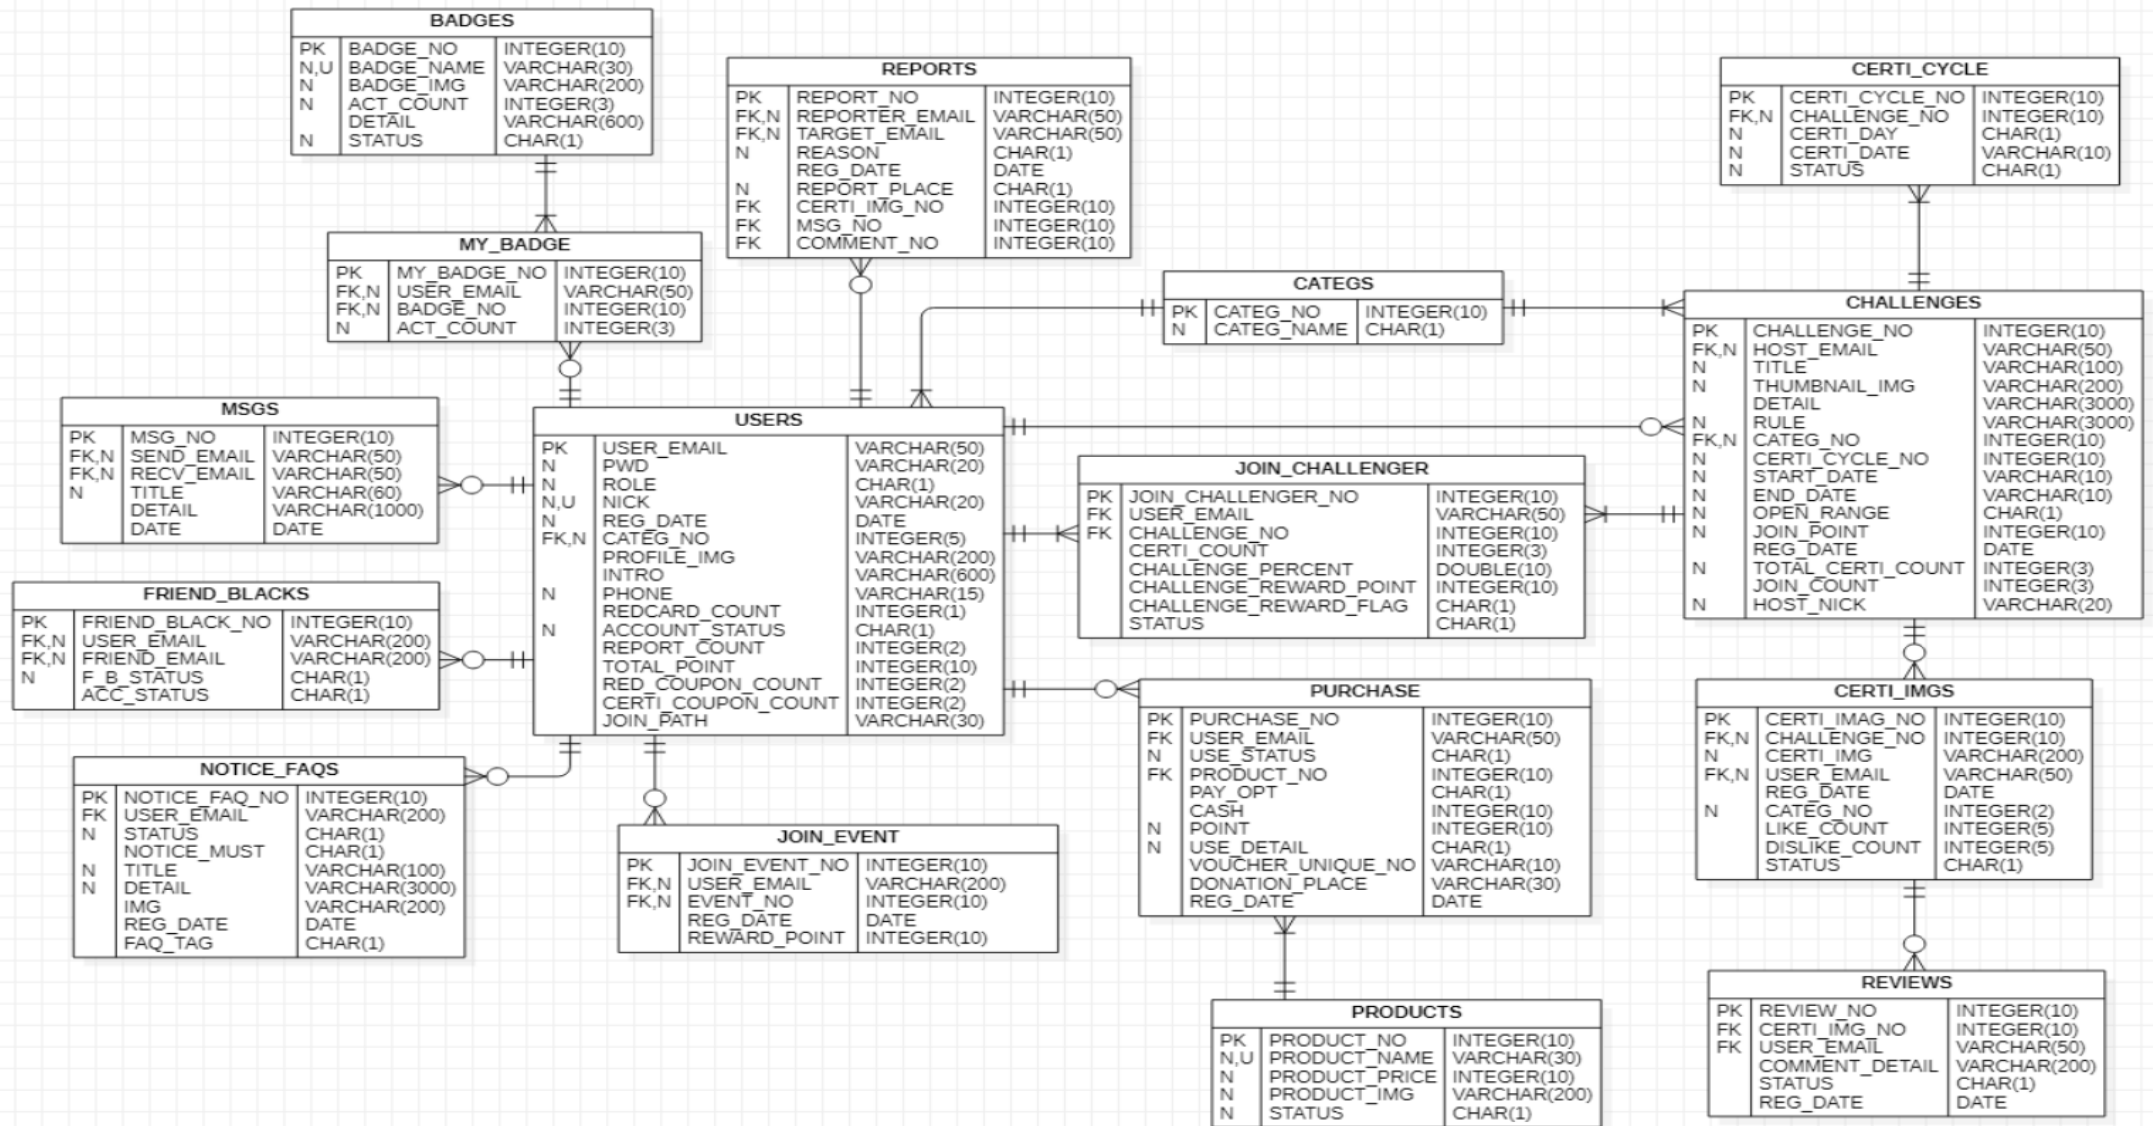 BADGES
PK BADGE_NO INTEGER(10)
N,U BADGE_NAME VARCHAR(30)
N BADGE_IMG VARCHAR(200)
N ACT_COUNT INTEGER(3)
DETAIL VARCHAR(600)
N STATUS CHAR(1)
REPORTS
PK REPORT_NO INTEGER(10)
FK,N REPORTER_EMAIL VARCHAR(50)
FK,N TARGET_EMAIL VARCHAR(50)
N REASON CHAR(1)
REG_DATE DATE
N REPORT_PLACE CHAR(1)
FK CERTI_IMG_NO INTEGER(10)
FK MSG_NO INTEGER(10)
FK COMMENT_NO INTEGER(10)
CERTI_CYCLE
PK CERTI_CYCLE_NO INTEGER(10)
FK,N CHALLENGE_NO INTEGER(10)
N CERTI_DAY CHAR(1)
N CERTI_DATE VARCHAR(10)
N STATUS CHAR(1)
MY_BADGE
PK MY_BADGE_NO INTEGER(10)
FK,N USER_EMAIL VARCHAR(50)
FK,N BADGE_NO INTEGER(10)
N ACT_COUNT INTEGER(3)
CATEGS
PK CATEG_NO INTEGER(10)
N CATEG_NAME CHAR(1)
CHALLENGES
PK CHALLENGE_NO INTEGER(10)
FK,N HOST_EMAIL VARCHAR(50)
N TITLE VARCHAR(100)
N THUMBNAIL_IMG VARCHAR(200)
DETAIL VARCHAR(3000)
N RULE VARCHAR(3000)
FK,N CATEG_NO INTEGER(10)
N CERTI_CYCLE_NO INTEGER(10)
N START_DATE VARCHAR(10)
N END_DATE VARCHAR(10)
N OPEN_RANGE CHAR(1)
N JOIN_POINT INTEGER(10)
REG_DATE DATE
N TOTAL_CERTI_COUNT INTEGER(3)
JOIN_COUNT INTEGER(3)
N HOST_NICK VARCHAR(20)
MSGS
PK MSG_NO INTEGER(10)
FK,N SEND_EMAIL VARCHAR(50)
FK,N RECV_EMAIL VARCHAR(50)
N TITLE VARCHAR(60)
DETAIL VARCHAR(1000)
DATE DATE
USERS
PK USER_EMAIL VARCHAR(50)
N PWD VARCHAR(20)
N ROLE CHAR(1)
N,U NICK VARCHAR(20)
N REG_DATE DATE
FK,N CATEG_NO INTEGER(5)
PROFILE_IMG VARCHAR(200)
INTRO VARCHAR(600)
N PHONE VARCHAR(15)
REDCARD_COUNT INTEGER(1)
N ACCOUNT_STATUS CHAR(1)
REPORT_COUNT INTEGER(2)
TOTAL_POINT INTEGER(10)
RED_COUPON_COUNT INTEGER(2)
CERTI_COUPON_COUNT INTEGER(2)
JOIN_PATH VARCHAR(30)
JOIN_CHALLENGER
PK JOIN_CHALLENGER_NO INTEGER(10)
FK USER_EMAIL VARCHAR(50)
FK CHALLENGE_NO INTEGER(10)
CERTI_COUNT INTEGER(3)
CHALLENGE_PERCENT DOUBLE(10)
CHALLENGE_REWARD_POINT INTEGER(10)
CHALLENGE_REWARD_FLAG CHAR(1)
STATUS CHAR(1)
FRIEND_BLACKS
PK FRIEND_BLACK_NO INTEGER(10)
FK,N USER_EMAIL VARCHAR(200)
FK,N FRIEND_EMAIL VARCHAR(200)
N F_B_STATUS CHAR(1)
ACC_STATUS CHAR(1)
PURCHASE
PK PURCHASE_NO INTEGER(10)
FK USER_EMAIL VARCHAR(50)
N USE_STATUS CHAR(1)
FK PRODUCT_NO INTEGER(10)
PAY_OPT CHAR(1)
CASH INTEGER(10)
N POINT INTEGER(10)
N USE_DETAIL CHAR(1)
VOUCHER_UNIQUE_NO VARCHAR(10)
DONATION_PLACE VARCHAR(30)
REG_DATE DATE
CERTI_IMGS
PK CERTI_IMAG_NO INTEGER(10)
FK,N CHALLENGE_NO INTEGER(10)
N CERTI_IMG VARCHAR(200)
FK,N USER_EMAIL VARCHAR(50)
REG_DATE DATE
N CATEG_NO INTEGER(2)
LIKE_COUNT INTEGER(5)
DISLIKE_COUNT INTEGER(5)
STATUS CHAR(1)
NOTICE_FAQS
PK NOTICE_FAQ_NO INTEGER(10)
FK USER_EMAIL VARCHAR(200)
N STATUS CHAR(1)
NOTICE_MUST CHAR(1)
N TITLE VARCHAR(100)
N DETAIL VARCHAR(3000)
IMG VARCHAR(200)
REG_DATE DATE
FAQ_TAG CHAR(1)
JOIN_EVENT
PK JOIN_EVENT_NO INTEGER(10)
FK,N USER_EMAIL VARCHAR(200)
FK,N EVENT_NO INTEGER(10)
REG_DATE DATE
REWARD_POINT INTEGER(10)
PRODUCTS
PK PRODUCT_NO INTEGER(10)
N,U PRODUCT_NAME VARCHAR(30)
N PRODUCT_PRICE INTEGER(10)
N PRODUCT_IMG VARCHAR(200)
N STATUS CHAR(1)
REVIEWS
PK REVIEW_NO INTEGER(10)
FK CERTI_IMG_NO INTEGER(10)
FK USER_EMAIL VARCHAR(50)
COMMENT_DETAIL VARCHAR(200)
STATUS CHAR(1)
REG_DATE DATE